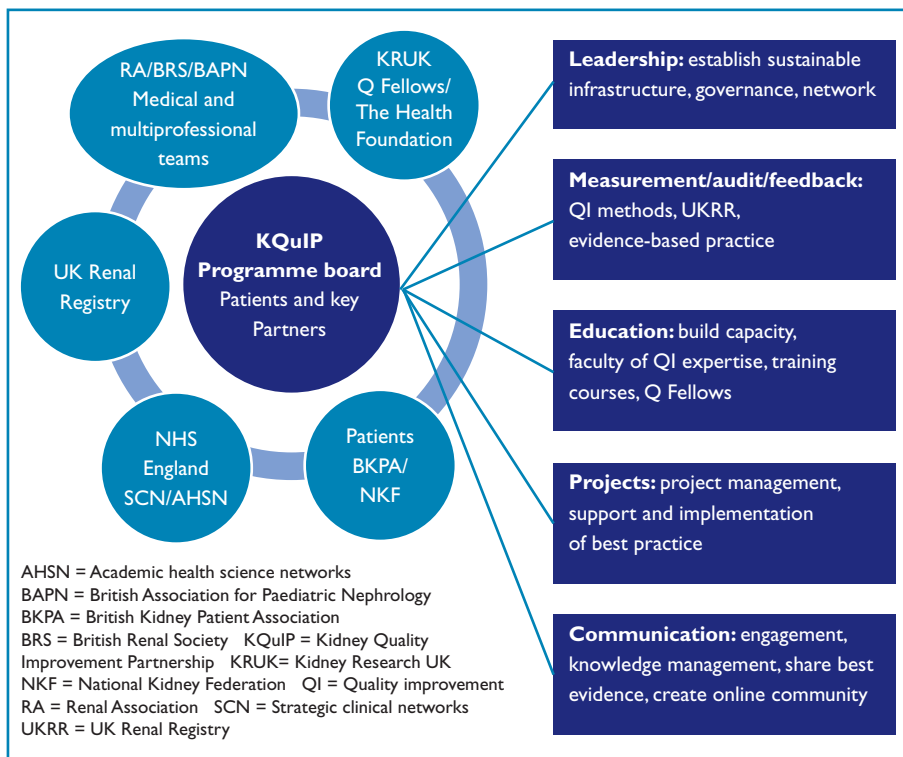 RA/BRS/BAPN
Medical and
multiprofessional
teams
KRUK
Q Fellows/
The Health
Foundation
UK Renal
Registry
KQuIP
Programme board
Patients and key
Partners
NHS
England
SCN/AHSN
Patients
BKPA/
NKF
Leadership: establish sustainable
infrastructure, governance, network
Measurement/audit/feedback:
QI methods, UKRR,
evidence-based practice
Education: build capacity,
faculty of QI expertise, training
courses, Q Fellows
Projects: project management,
support and implementation
of best practice
Communication: engagement,
knowledge management, share best
evidence, create online community
AHSN = Academic health science networks
BAPN = British Association for Paediatric Nephrology
BKPA = British Kidney Patient Association
BRS = British Renal Society KQuIP = Kidney Quality
Improvement Partnership KRUK= Kidney Research UK
NKF = National Kidney Federation QI = Quality improvement
RA = Renal Association SCN = Strategic clinical networks
UKRR = UK Renal Registry